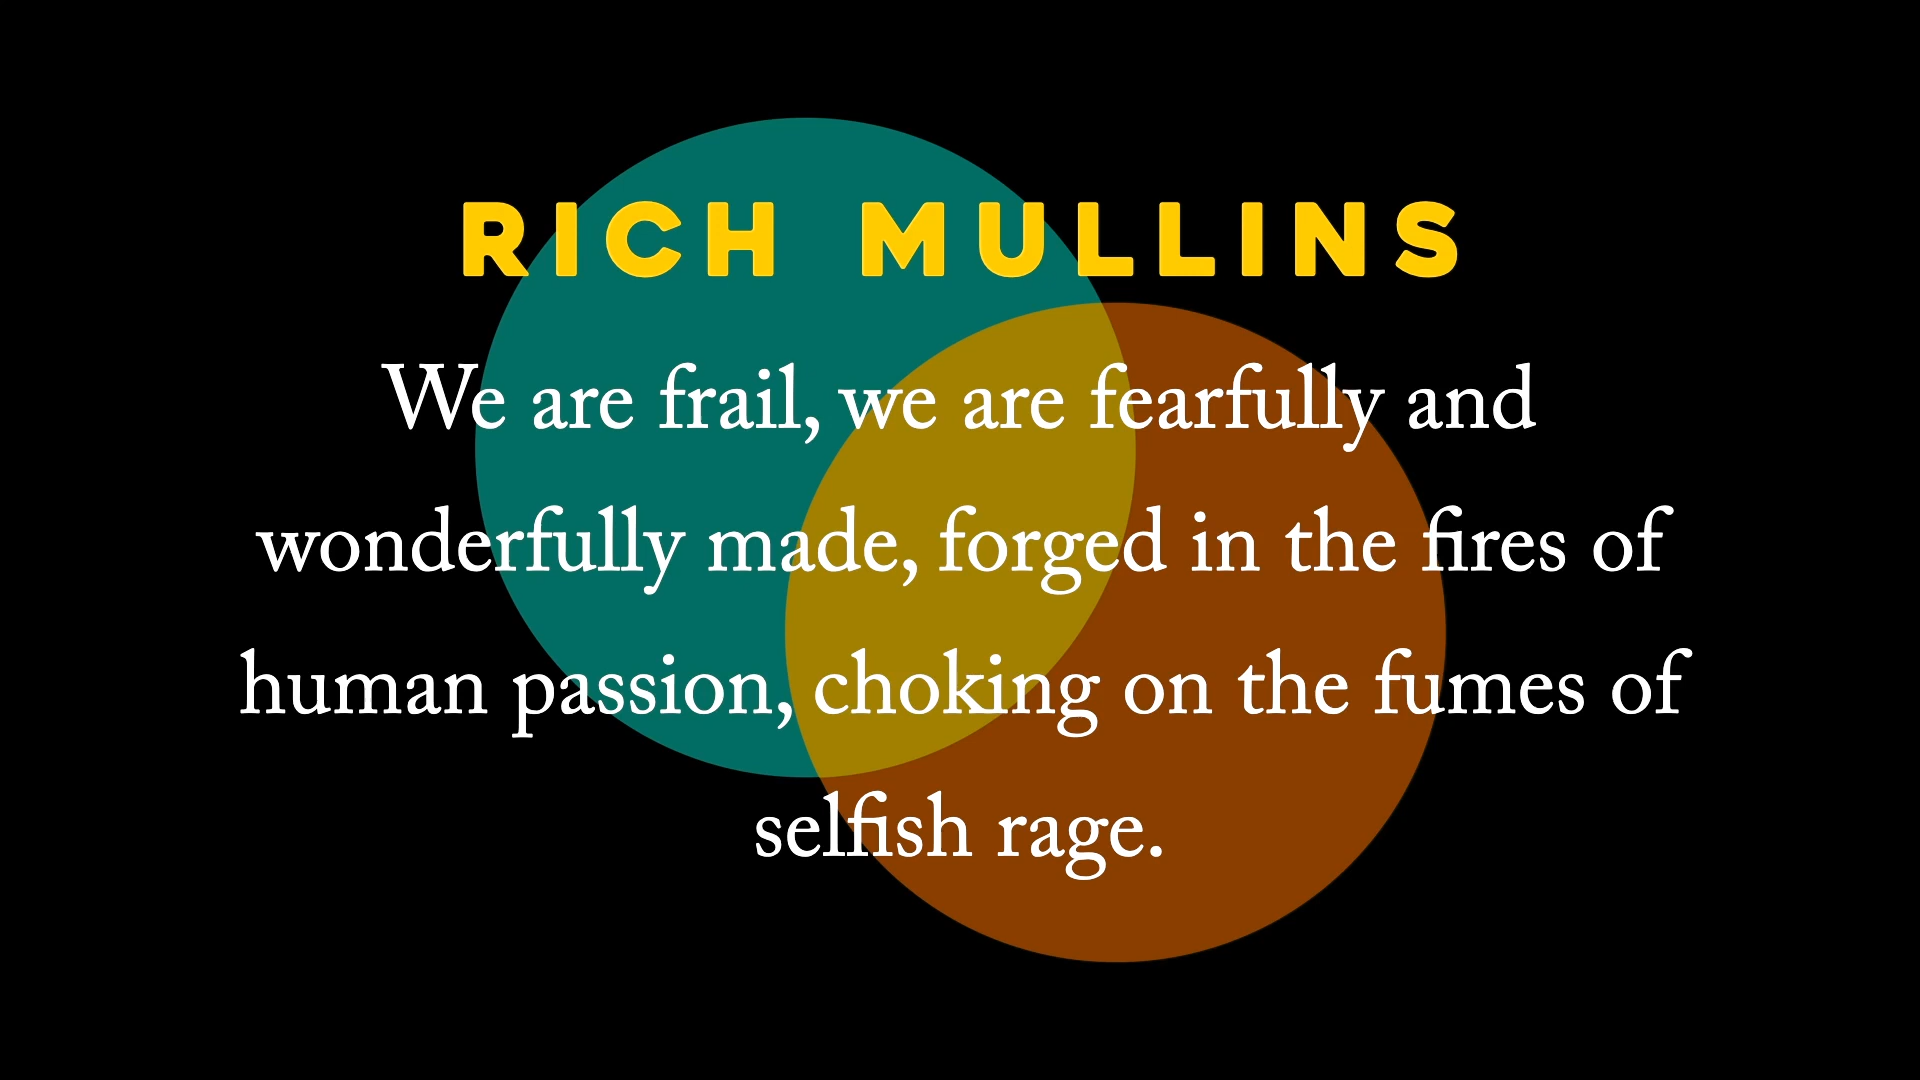 RICH MULLINS
We are frail, we are fearfully and
wonderfully made, forged in the fires of
human passion, choking on the fumes of
selfish rage.